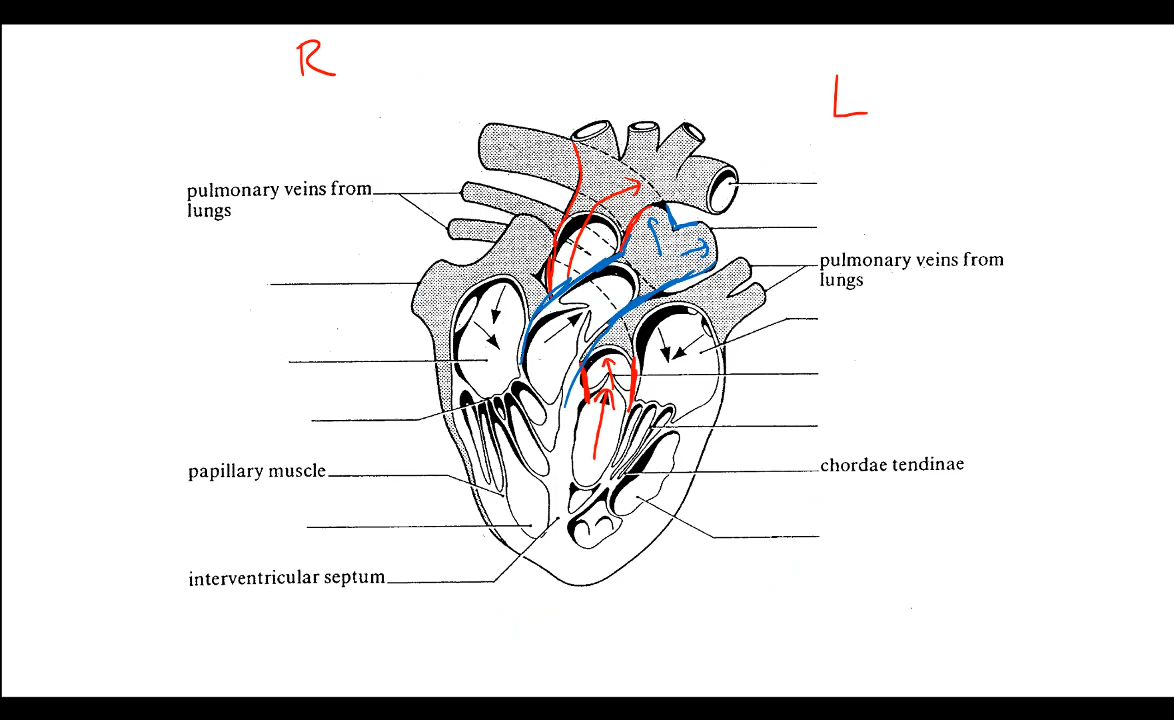 R
L
pulmonary veins from
lungs
pulmonary veins from
lungs
papillary muscle
chordae tendinae
interventricular septum